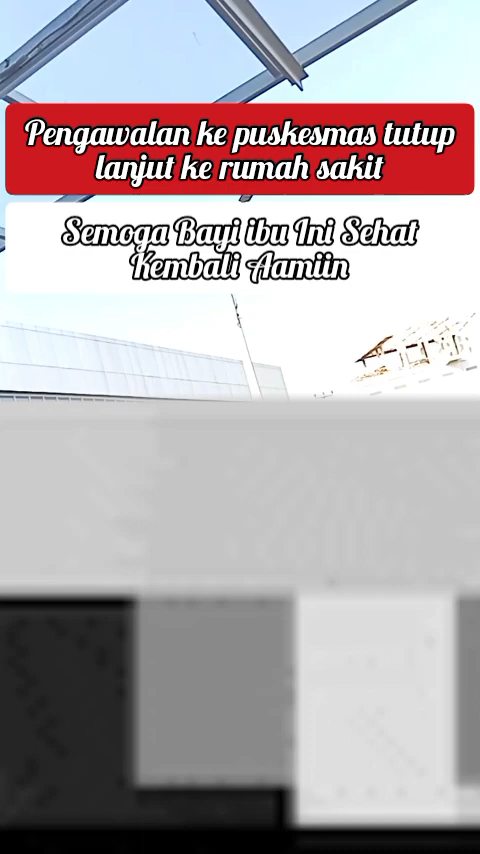 Pengawalan ke puskesmas tutup
lanjut ke rumah sakit
Semoga Bayi ibu Ini Sehat
Kembali Aamiin